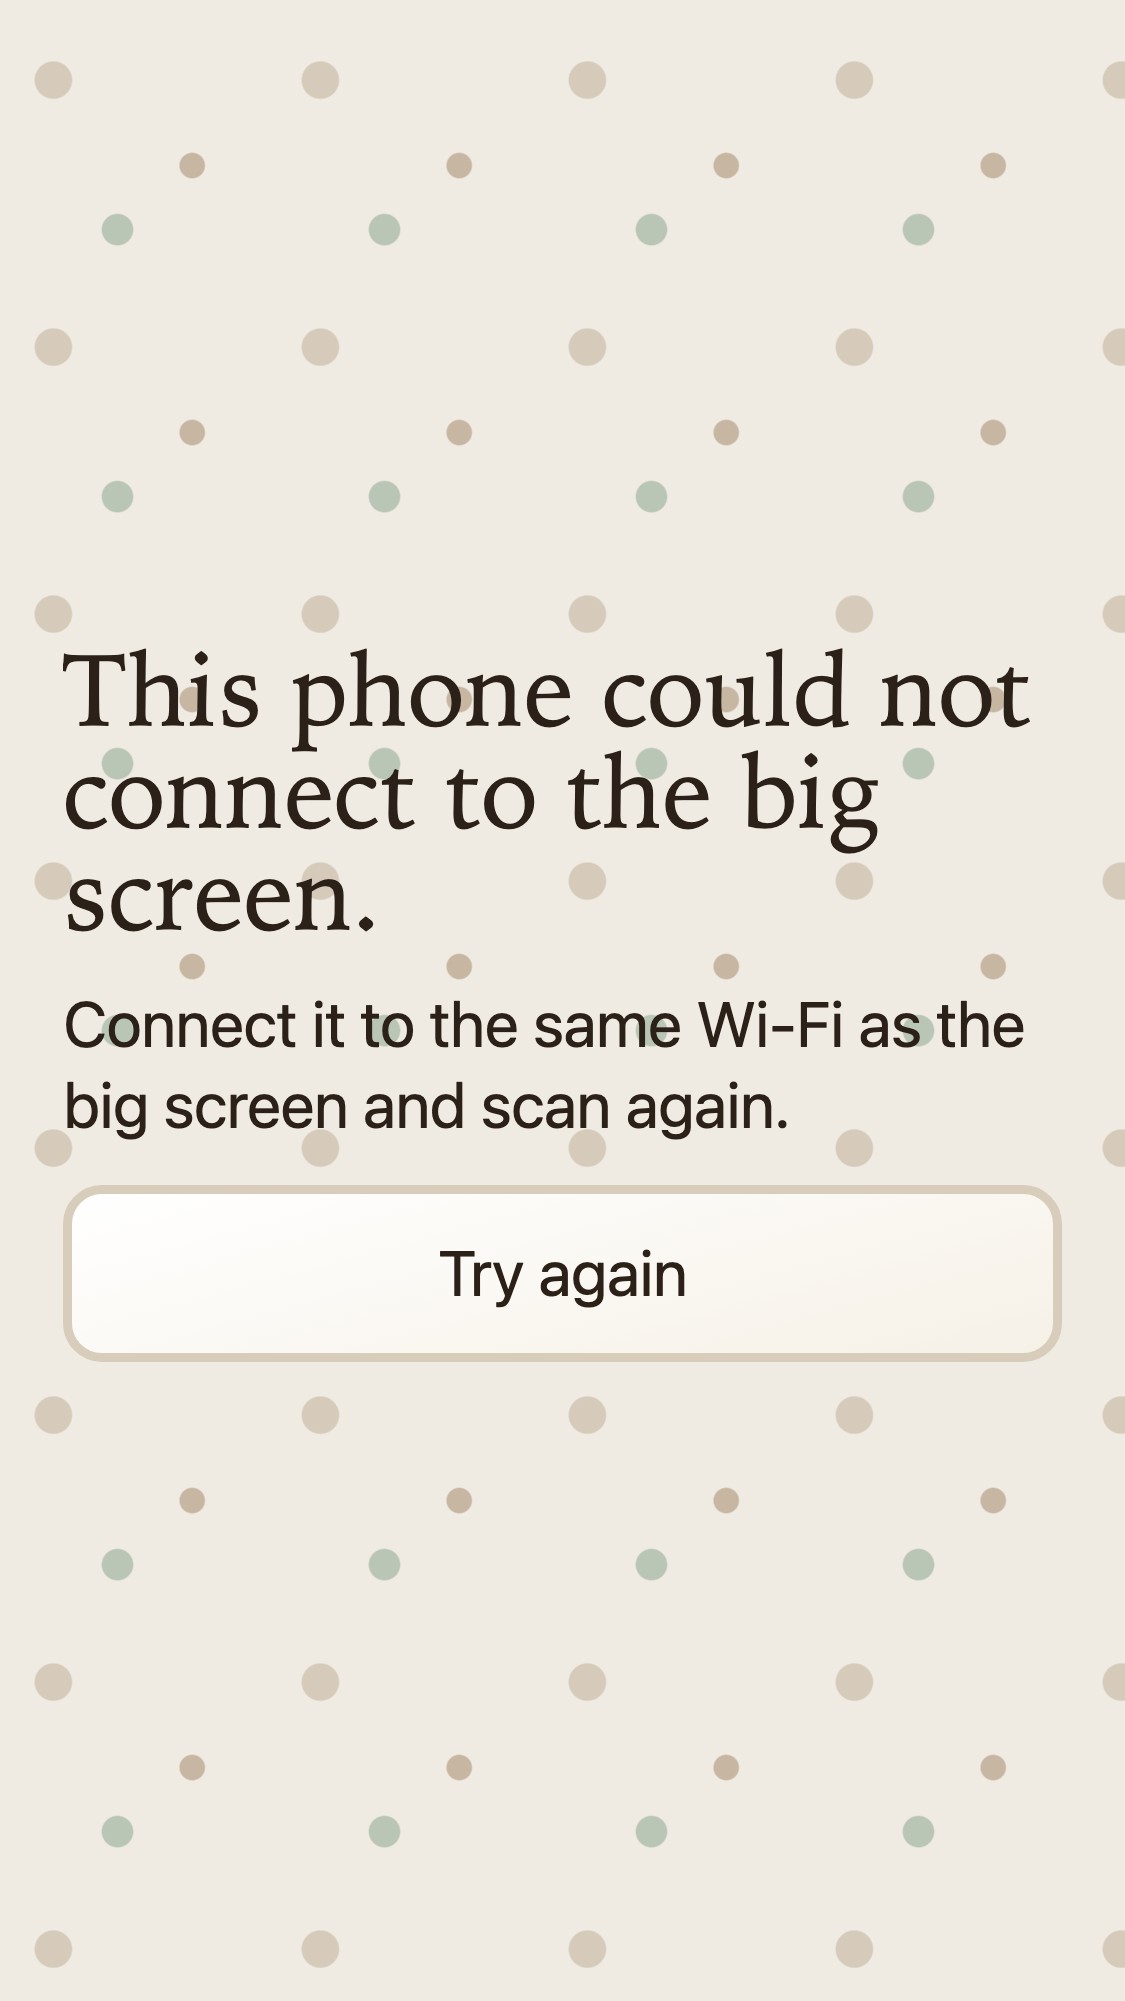 This phone could not
connect to the big
screen.
Connect it to the same Wi-Fi as the
big screen and scan again.
Try again